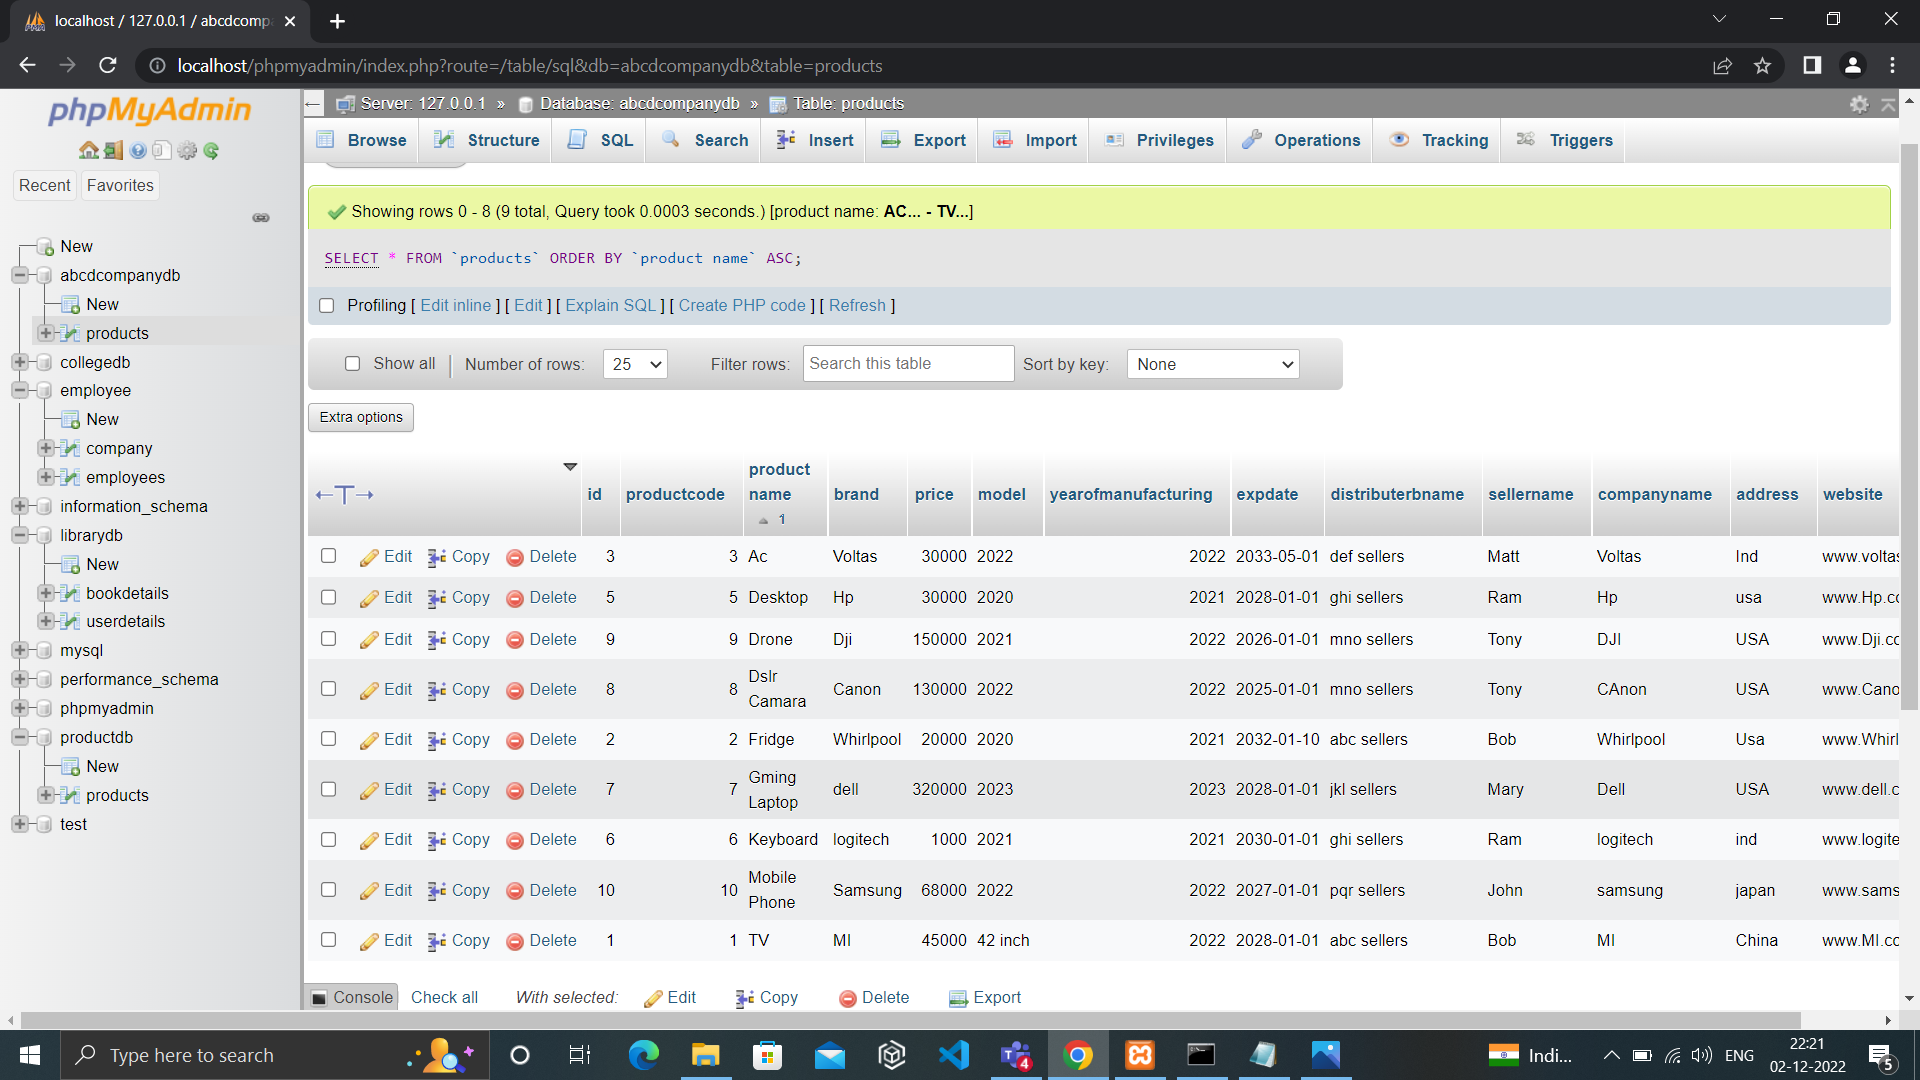 localhost / 127.0.0.1 / abcdcomp
localhost/phpmyadmin/index.php?route=/table/sql&db=abcdcompanydb&table=products
phpMyAdmin
Recent Favorites
New
abcdcompanydb
New
products
collegedb
employee
New
company
employees
information_schema
librarydb
New
bookdetails
userdetails
mysql
performance_schema
phpmyadmin
productdb
New
products
test
Server: 127.0.0.1 » Database: abcdcompanydb » Table: products
Browse Structure SQL Search Insert Export Import Privileges Operations Tracking Triggers
Showing rows 0 - 8 (9 total, Query took 0.0003 seconds.) [product name: AC... - TV...]
SELECT * FROM `products` ORDER BY `product name` ASC;
Profiling [ Edit inline ] [ Edit ] [ Explain SQL ] [ Create PHP code ] [ Refresh ]
Show all Number of rows: 25 Filter rows: Search this table Sort by key: None
Extra options
←T→ id productcode product name 1 brand price model yearofmanufacturing expdate distributerbname sellername companyname address website
Edit Copy Delete 3 3 Ac Voltas 30000 2022 2022 2033-05-01 def sellers Matt Voltas Ind www.voltas
Edit Copy Delete 5 5 Desktop Hp 30000 2020 2021 2028-01-01 ghi sellers Ram Hp usa www.Hp.co
Edit Copy Delete 9 9 Drone Dji 150000 2021 2022 2026-01-01 mno sellers Tony DJI USA www.Dji.co
Edit Copy Delete 8 8 Dslr Camara Canon 130000 2022 2022 2025-01-01 mno sellers Tony CAnon USA www.Cano
Edit Copy Delete 2 2 Fridge Whirlpool 20000 2020 2021 2032-01-10 abc sellers Bob Whirlpool Usa www.Whirl
Edit Copy Delete 7 7 Gming Laptop dell 320000 2023 2023 2028-01-01 jkl sellers Mary Dell USA www.dell.c
Edit Copy Delete 6 6 Keyboard logitech 1000 2021 2021 2030-01-01 ghi sellers Ram logitech ind www.logite
Edit Copy Delete 10 10 Mobile Phone Samsung 68000 2022 2022 2027-01-01 pqr sellers John samsung japan www.sams
Edit Copy Delete 1 1 TV MI 45000 42 inch 2022 2028-01-01 abc sellers Bob MI China www.MI.co
Console Check all With selected: Edit Copy Delete Export
Type here to search
4
Indi...
ENG
22:21
02-12-2022
5